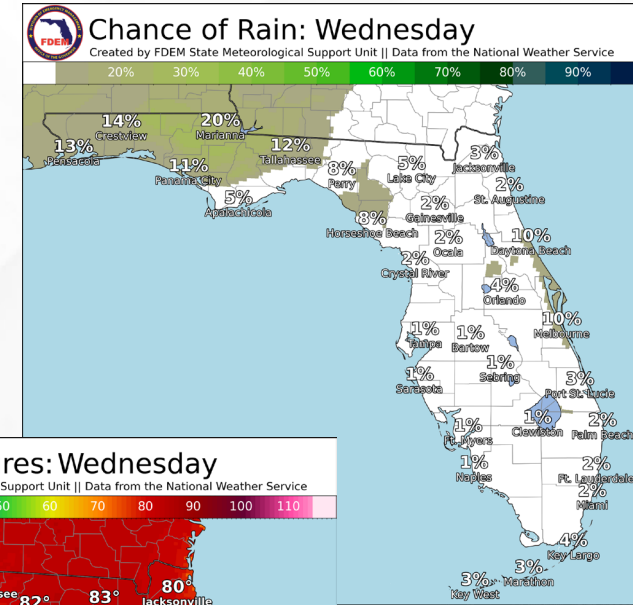 FDEM
Chance of Rain: Wednesday
Created by FDEM State Meteorological Support Unit || Data from the National Weather Service
20% 30% 40% 50% 60% 70% 80% 90%
14%
Crestview
20%
Marianna
13%
Pensacola
12%
Tallahassee
11%
Panama City
5%
Apalachicola
8%
Perry
5%
Lake City
3%
Jacksonville
2%
St. Augustine
8%
Horseshoe Beach
2%
Gainesville
2%
Ocala
10%
Daytona Beach
2%
Crystal River
4%
Orlando
10%
Melbourne
1%
Tampa
1%
Bartow
1%
Sebring
1%
Sarasota
3%
Port St. Lucie
1%
Clewiston
2%
Palm Beach
1%
Ft. Myers
1%
Naples
2%
Ft. Lauderdale
2%
Miami
4%
Key Largo
3%
Marathon
3%
Key West
res: Wednesday
Support Unit || Data from the National Weather Service
50 60 70 80 90 100 110
see
82°
83°
80°
Jacksonville